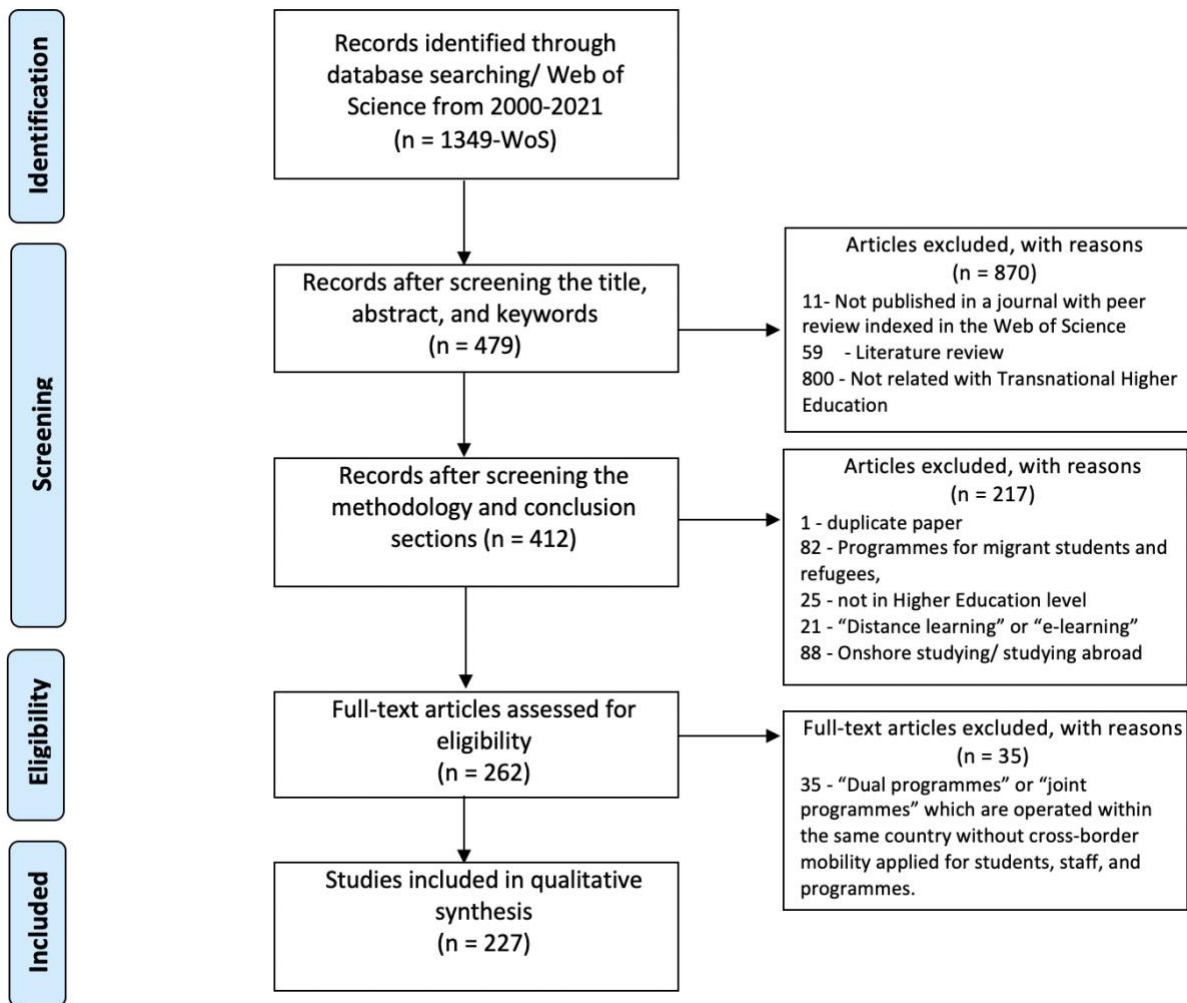 Identification
Records identified through
database searching/ Web of
Science from 2000-2021
(n = 1349-WoS)
Screening
Records after screening the title,
abstract, and keywords
(n = 479)
Articles excluded, with reasons
(n = 870)
11- Not published in a journal with peer
review indexed in the Web of Science
59 - Literature review
800 - Not related with Transnational Higher
Education
Records after screening the
methodology and conclusion
sections (n = 412)
Articles excluded, with reasons
(n = 217)
1 - duplicate paper
82 - Programmes for migrant students and
refugees,
25 - not in Higher Education level
21 - “Distance learning” or “e-learning”
88 - Onshore studying/ studying abroad
Eligibility
Full-text articles assessed for
eligibility
(n = 262)
Full-text articles excluded, with reasons
(n = 35)
35 - “Dual programmes” or “joint
programmes” which are operated within
the same country without cross-border
mobility applied for students, staff, and
programmes.
Included
Studies included in qualitative
synthesis
(n = 227)